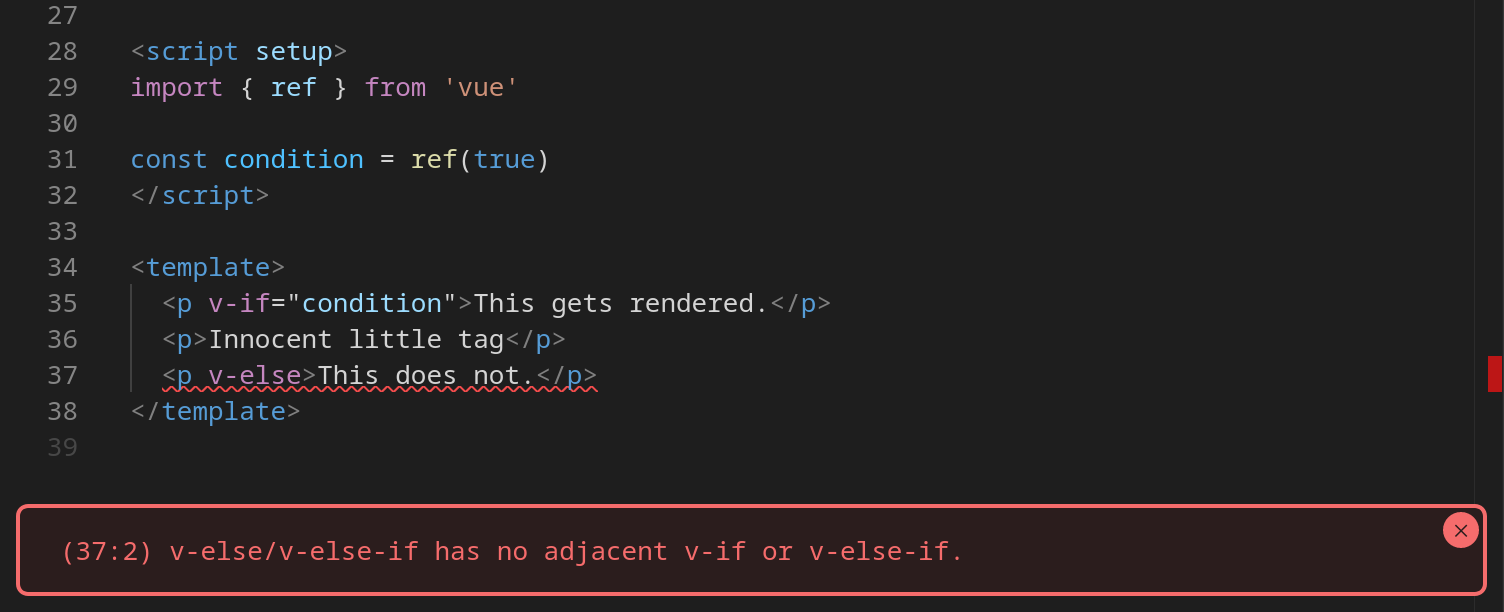 27
28 <script setup>
29 import { ref } from 'vue'
30
31 const condition = ref(true)
32 </script>
33
34 <template>
35   <p v-if="condition">This gets rendered.</p>
36   <p>Innocent little tag</p>
37   <p v-else>This does not.</p>
38 </template>
39
(37:2) v-else/v-else-if has no adjacent v-if or v-else-if.